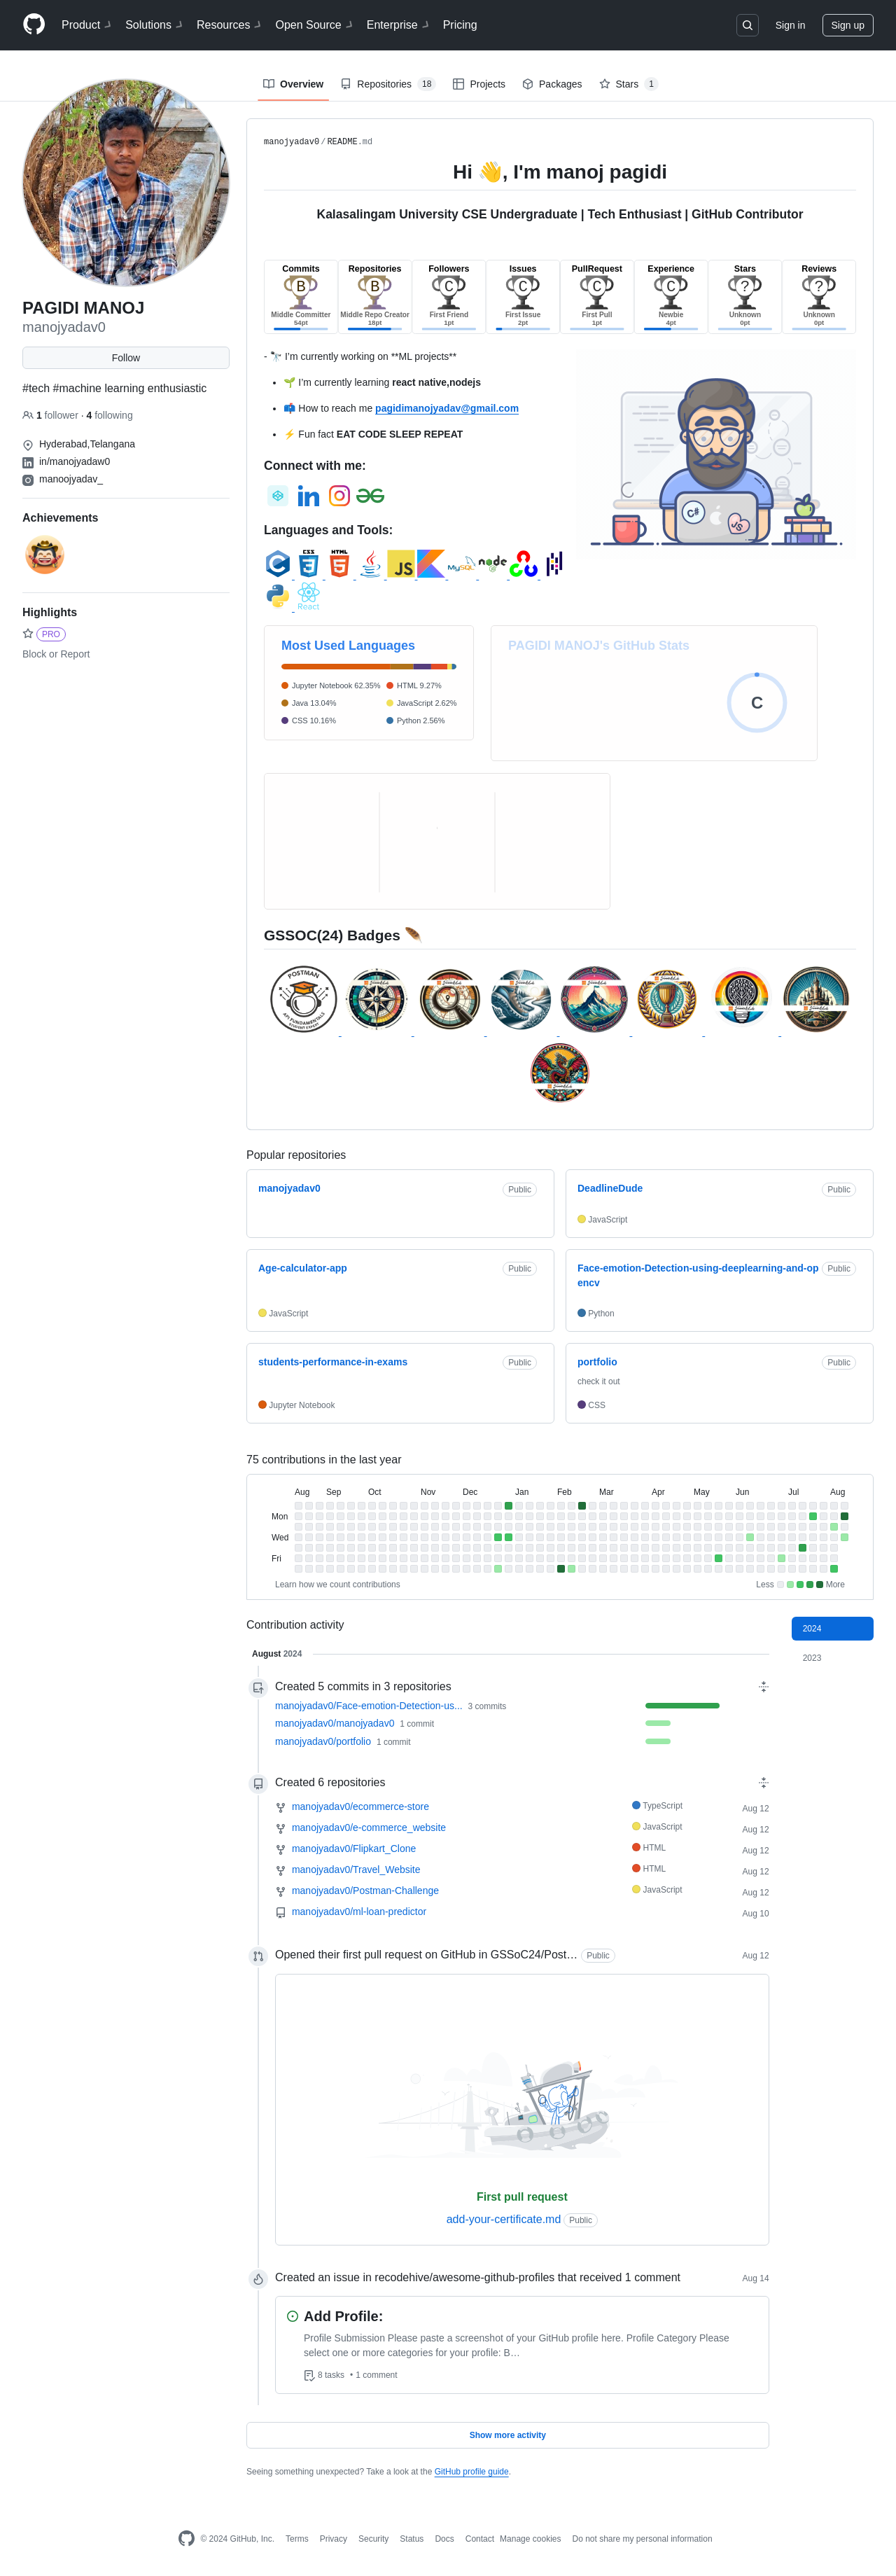 Product
Solutions
Resources
Open Source
Enterprise
Pricing
Sign in
Sign up
Overview
Repositories 18
Projects
Packages
Stars 1
PAGIDI MANOJ
manojyadav0
Follow
#tech #machine learning enthusiastic
1 follower · 4 following
Hyderabad,Telangana
in/manojyadaw0
manoojyadav_
Achievements
Highlights
PRO
Block or Report
manojyadav0/README.md
Hi 👋, I'm manoj pagidi
Kalasalingam University CSE Undergraduate | Tech Enthusiast | GitHub Contributor
Commits
B
Middle Committer
54pt
Repositories
B
Middle Repo Creator
18pt
Followers
C
First Friend
1pt
Issues
C
First Issue
2pt
PullRequest
C
First Pull
1pt
Experience
C
Newbie
4pt
Stars
?
Unknown
0pt
Reviews
?
Unknown
0pt
- 🔭 I'm currently working on **ML projects**
• 🌱 I'm currently learning react native,nodejs
• 📫 How to reach me pagidimanojyadav@gmail.com
• ⚡ Fun fact EAT CODE SLEEP REPEAT
C#
JS
Connect with me:
in
Languages and Tools:
C
CSS
3
HTML
5
Java
JS
MySQL
node
React
Most Used Languages
Jupyter Notebook 62.35%
HTML 9.27%
Java 13.04%
JavaScript 2.62%
CSS 10.16%
Python 2.56%
PAGIDI MANOJ's GitHub Stats
C
GSSOC(24) Badges 🪶
POSTMAN
API FUNDAMENTALS
STUDENT EXPERT
Popular repositories
manojyadav0
Public
DeadlineDude
Public
JavaScript
Age-calculator-app
Public
JavaScript
Face-emotion-Detection-using-deeplearning-and-op
encv
Public
Python
students-performance-in-exams
Public
Jupyter Notebook
portfolio
Public
check it out
CSS
75 contributions in the last year
Aug Sep Oct Nov Dec Jan Feb Mar Apr May Jun Jul Aug
Mon
Wed
Fri
Learn how we count contributions
Less
More
Contribution activity
2024
2023
August 2024
Created 5 commits in 3 repositories
manojyadav0/Face-emotion-Detection-us... 3 commits
manojyadav0/manojyadav0 1 commit
manojyadav0/portfolio 1 commit
Created 6 repositories
manojyadav0/ecommerce-store TypeScript Aug 12
manojyadav0/e-commerce_website JavaScript Aug 12
manojyadav0/Flipkart_Clone HTML Aug 12
manojyadav0/Travel_Website HTML Aug 12
manojyadav0/Postman-Challenge JavaScript Aug 12
manojyadav0/ml-loan-predictor Aug 10
Opened their first pull request on GitHub in GSSoC24/Post… Public Aug 12
First pull request
add-your-certificate.md Public
Created an issue in recodehive/awesome-github-profiles that received 1 comment Aug 14
Add Profile:
Profile Submission Please paste a screenshot of your GitHub profile here. Profile Category Please
select one or more categories for your profile: B…
8 tasks • 1 comment
Show more activity
Seeing something unexpected? Take a look at the GitHub profile guide.
© 2024 GitHub, Inc.
Terms
Privacy
Security
Status
Docs
Contact
Manage cookies
Do not share my personal information